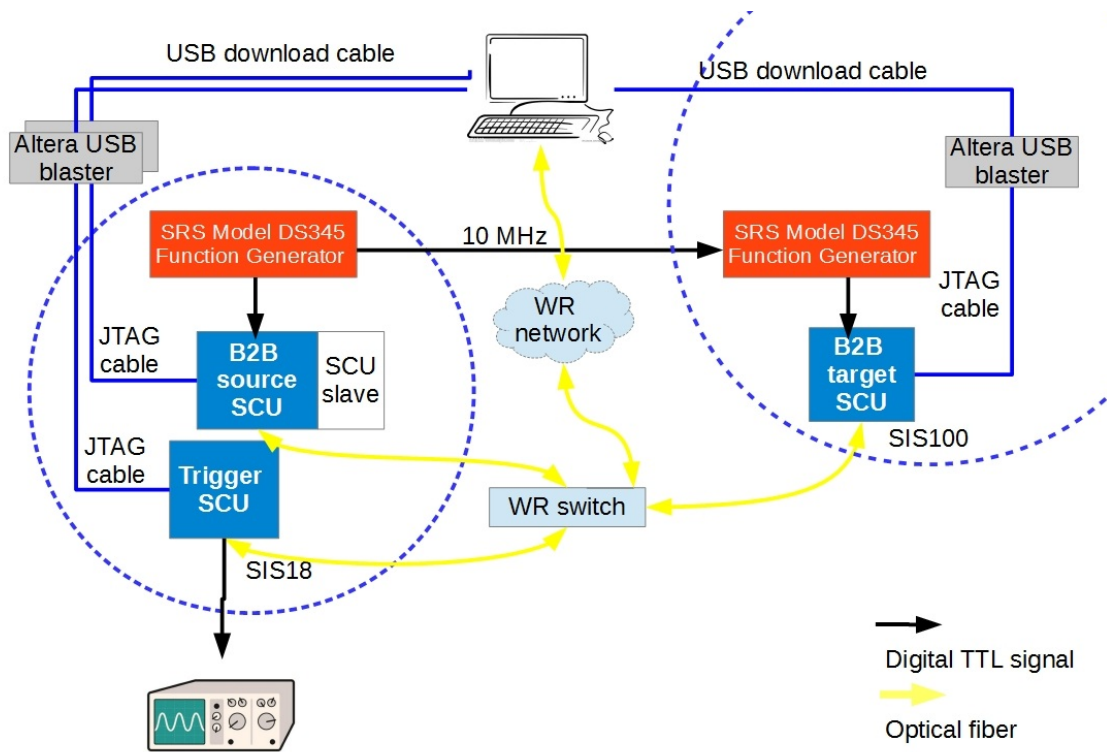 USB download cable
USB download cable
Altera USB
blaster
Altera USB
blaster
SRS Model DS345
Function Generator
10 MHz
SRS Model DS345
Function Generator
JTAG
cable
WR
network
JTAG
cable
B2B
source
SCU
SCU
slave
B2B
target
SCU
SIS100
JTAG
cable
Trigger
SCU
WR switch
SIS18
Digital TTL signal
Optical fiber